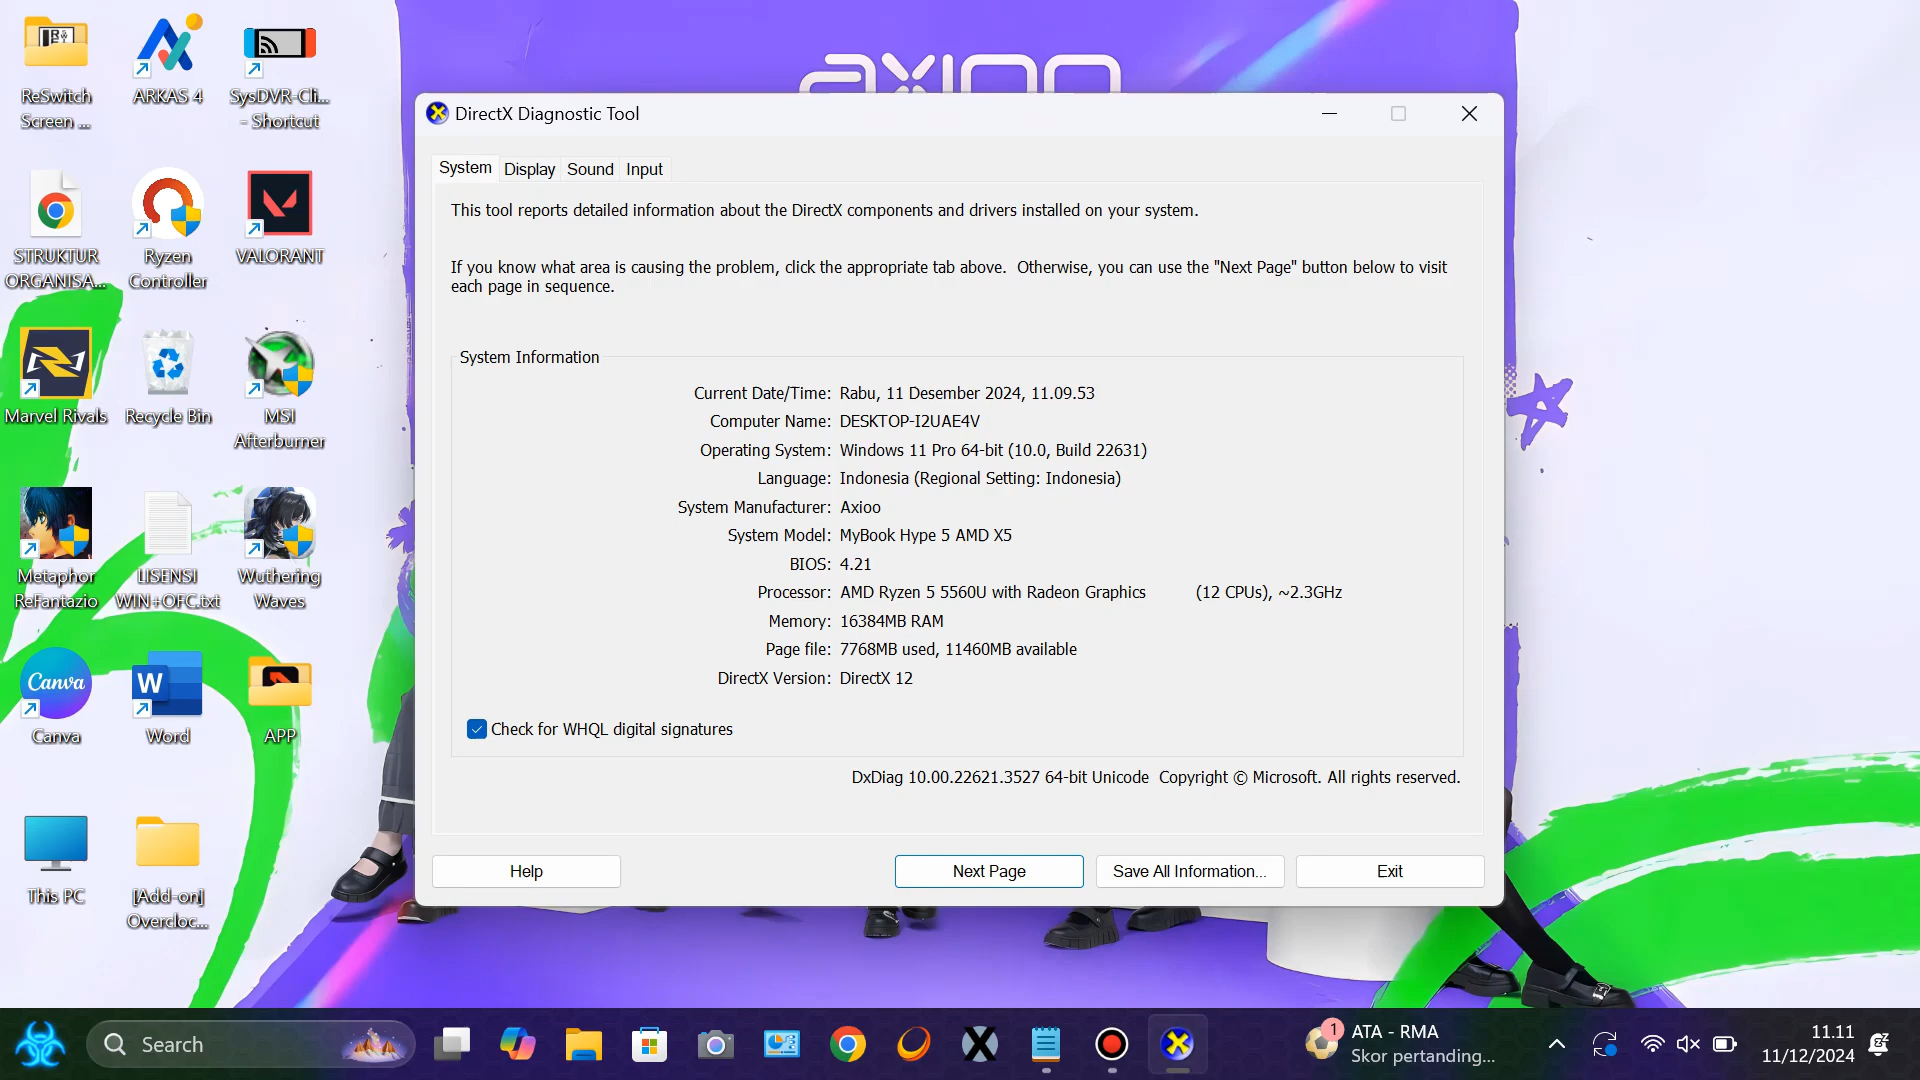 axioo
ReSwitch
Screen ...
ARKAS 4
SysDVR-Cli...
- Shortcut
STRUKTUR
ORGANISA...
Ryzen
Controller
VALORANT
Marvel Rivals
Recycle Bin
MSI
Afterburner
Metaphor
ReFantazio
LISENSI
WIN+OFC.txt
Wuthering
Waves
Canva
Canva
W
Word
APP
This PC
[Add-on]
Overcloc...
DirectX Diagnostic Tool
System Display Sound Input
This tool reports detailed information about the DirectX components and drivers installed on your system.
If you know what area is causing the problem, click the appropriate tab above.  Otherwise, you can use the "Next Page" button below to visit
each page in sequence.
System Information
Current Date/Time: Rabu, 11 Desember 2024, 11.09.53
Computer Name: DESKTOP-I2UAE4V
Operating System: Windows 11 Pro 64-bit (10.0, Build 22631)
Language: Indonesia (Regional Setting: Indonesia)
System Manufacturer: Axioo
System Model: MyBook Hype 5 AMD X5
BIOS: 4.21
Processor: AMD Ryzen 5 5560U with Radeon Graphics (12 CPUs), ~2.3GHz
Memory: 16384MB RAM
Page file: 7768MB used, 11460MB available
DirectX Version: DirectX 12
Check for WHQL digital signatures
DxDiag 10.00.22621.3527 64-bit Unicode  Copyright © Microsoft. All rights reserved.
Help
Next Page
Save All Information...
Exit
Search
1
ATA - RMA
Skor pertanding...
11.11
11/12/2024